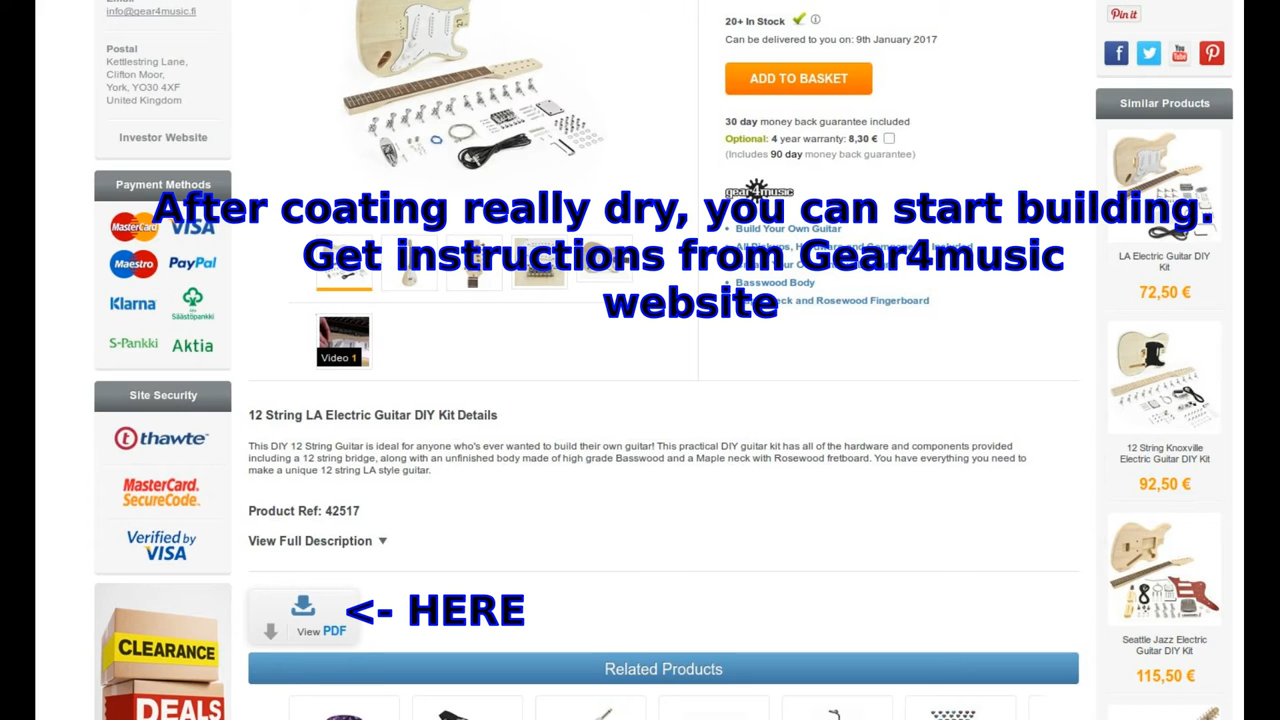 Email
info@gear4music.fi
Postal
Kettlestring Lane,
Clifton Moor,
York, YO30 4XF
United Kingdom
Investor Website
Payment Methods
MasterCard VISA
Maestro PayPal
Klarna Säästöpankki
S-Pankki Aktia
Site Security
thawte
MasterCard.
SecureCode.
Verified by
VISA
CLEARANCE
DEALS
20+ In Stock
Can be delivered to you on: 9th January 2017
ADD TO BASKET
30 day money back guarantee included
Optional: 4 year warranty: 8,30 €
(Includes 90 day money back guarantee)
gear4music
After coating really dry, you can start building.
Get instructions from Gear4music
website
Build Your Own Guitar
Basswood Body
Neck and Rosewood Fingerboard
Video 1
12 String LA Electric Guitar DIY Kit Details
This DIY 12 String Guitar is ideal for anyone who's ever wanted to build their own guitar! This practical DIY guitar kit has all of the hardware and components provided
including a 12 string bridge, along with an unfinished body made of high grade Basswood and a Maple neck with Rosewood fretboard. You have everything you need to
make a unique 12 string LA style guitar.
Product Ref: 42517
View Full Description
View PDF
<- HERE
Related Products
Pin it
f
You Tube
Similar Products
LA Electric Guitar DIY
Kit
72,50 €
12 String Knoxville
Electric Guitar DIY Kit
92,50 €
Seattle Jazz Electric
Guitar DIY Kit
115,50 €